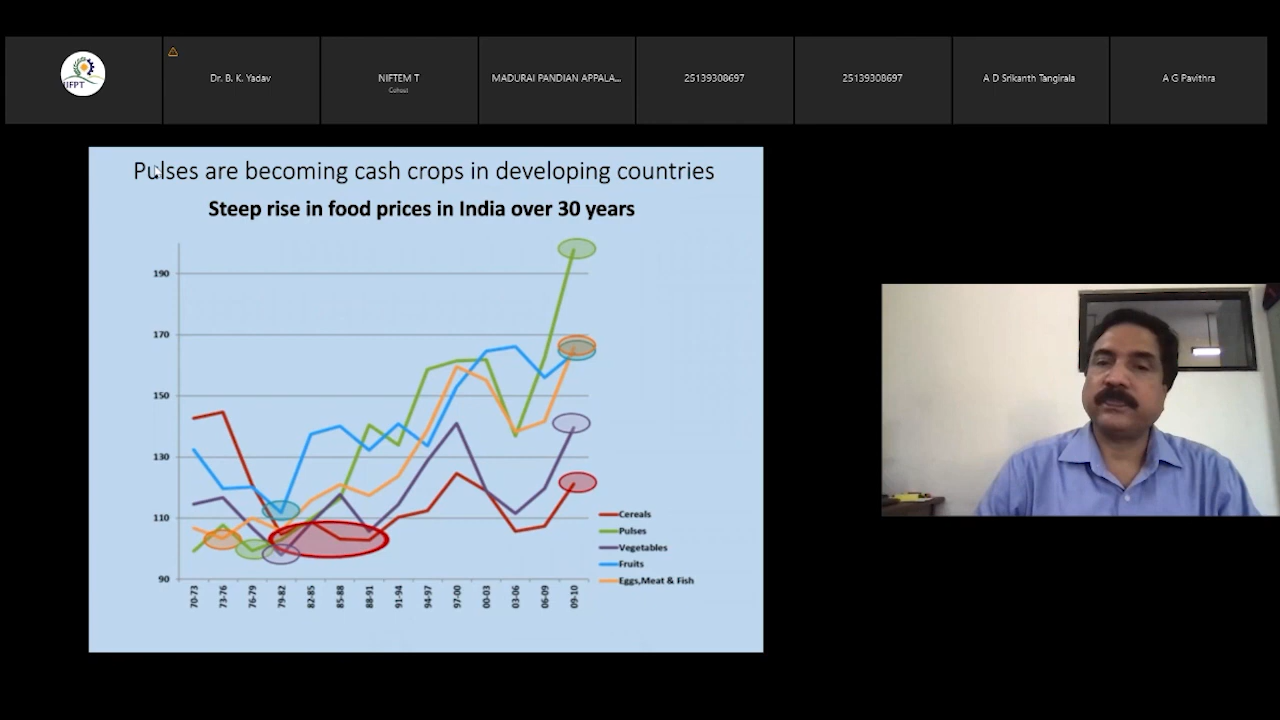 IIFPT
Dr. B. K. Yadav
NIFTEM T
Cohost
MADURAI PANDIAN APPALA...
25139308697
25139308697
A D Srikanth Tangirala
A G Pavithra
Pulses are becoming cash crops in developing countries
Steep rise in food prices in India over 30 years
190
170
150
130
110
90
70-73
73-76
76-79
79-82
82-85
85-88
88-91
91-94
94-97
97-00
00-03
03-06
06-09
09-10
Cereals
Pulses
Vegetables
Fruits
Eggs,Meat & Fish